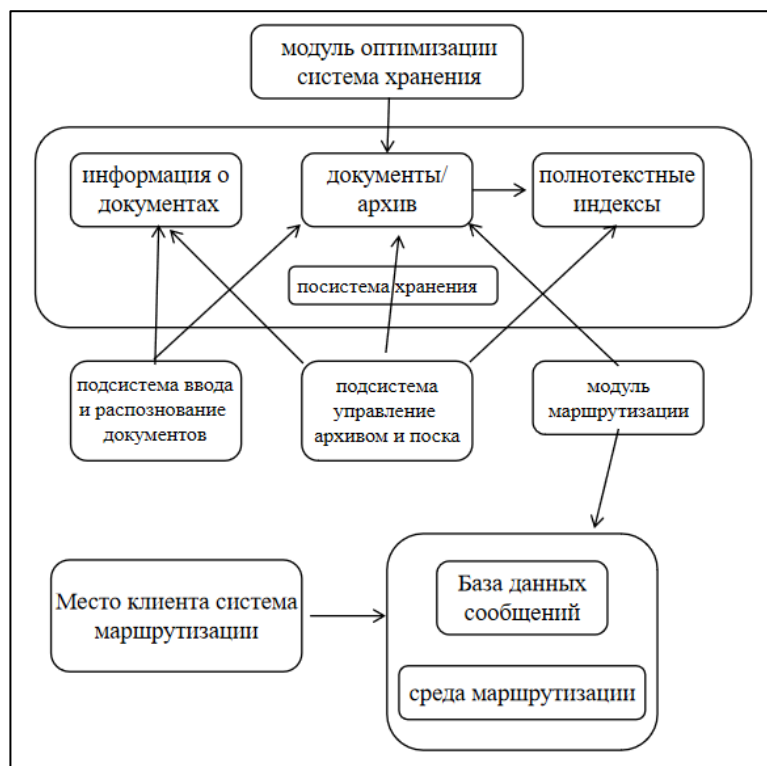 модуль оптимизации
система хранения
информация о
документах
документы/
архив
полнотекстные
индексы
посистема хранения
подсистема ввода
и распознование
документов
подсистема
управление
архивом и поска
модуль
маршрутизации
Место клиента система
маршрутизации
База данных
сообщений
среда маршрутизации